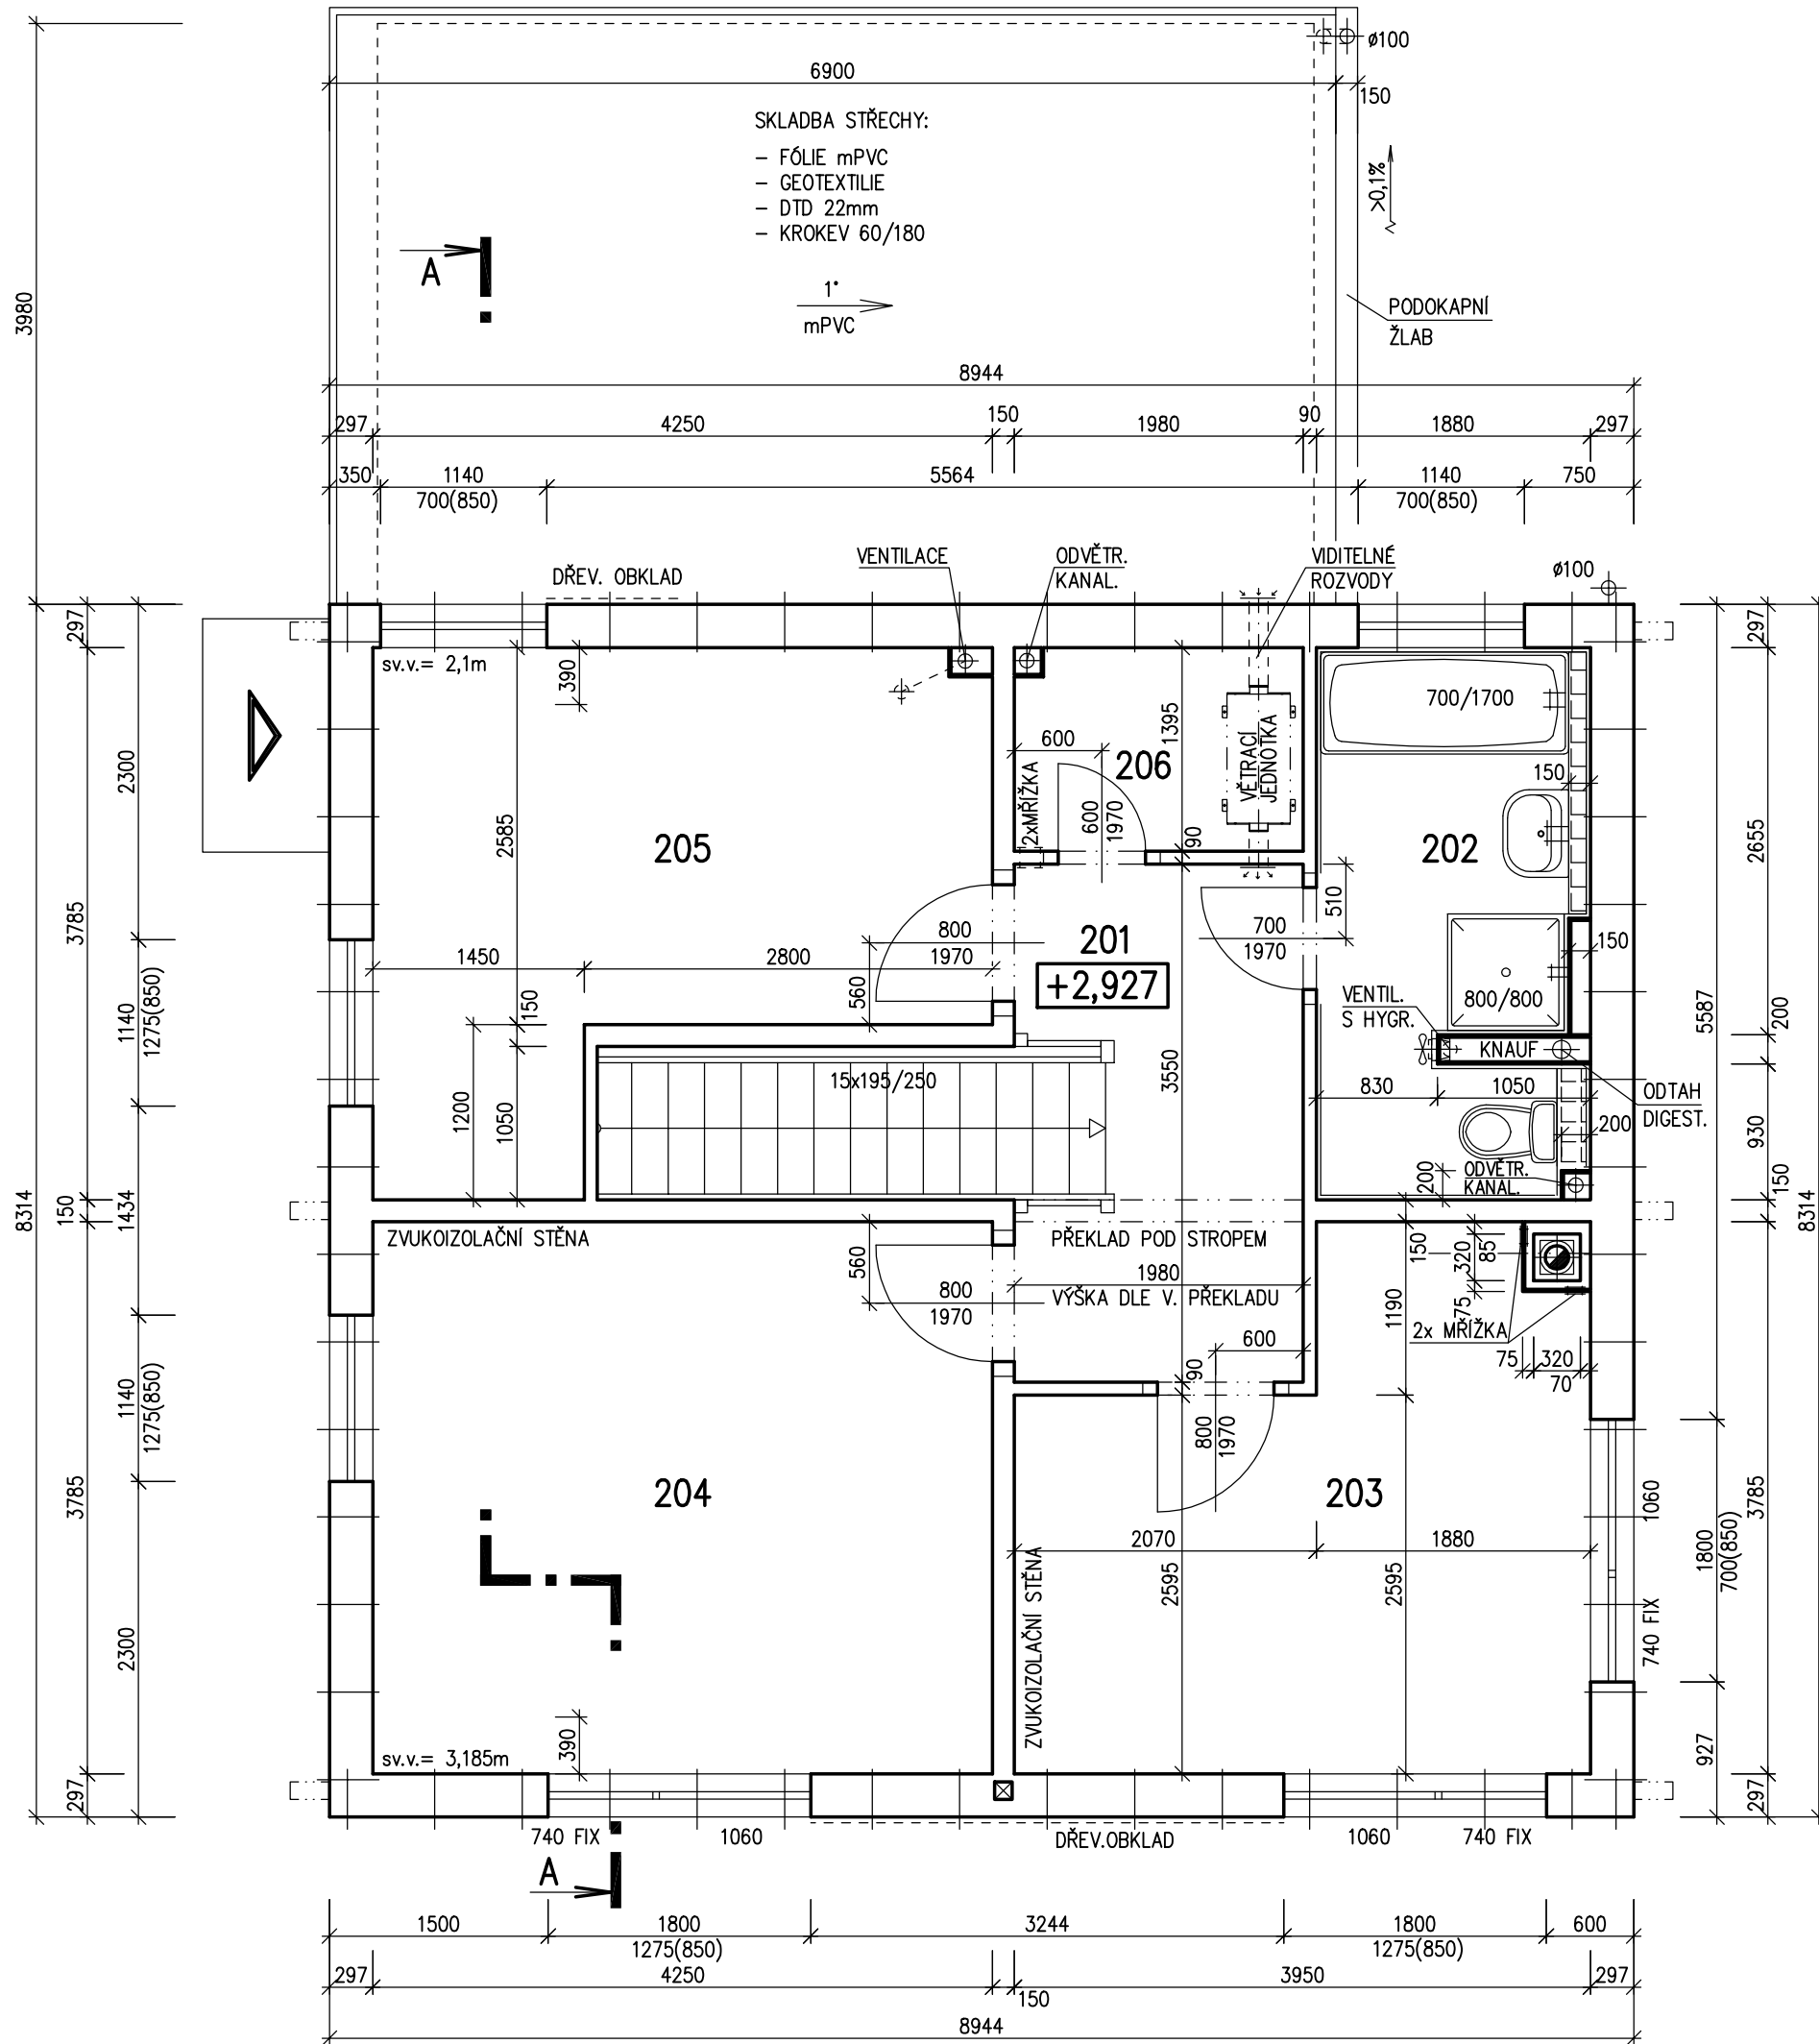 ø100
6900
150
SKLADBA STŘECHY:
– FÓLIE mPVC
– GEOTEXTILIE
– DTD 22mm
– KROKEV 60/180
>0,1%
A
1°
mPVC
3980
PODOKAPNÍ
ŽLAB
8944
297
4250
150
1980
90
1880
297
350
1140
700(850)
5564
1140
700(850)
750
DŘEV. OBKLAD
VENTILACE
ODVĚTR.
KANAL.
VIDITELNÉ
ROZVODY
ø100
297
297
sv.v.= 2,1m
390
1395
600
206
2xMŘÍŽKA
600
1970
90
VĚTRACÍ
JEDNOTKA
700/1700
150
2300
2585
205
202
2655
3785
510
800
1970
201
+2,927
700
1970
150
1450
2800
560
150
VENTIL.
S HYGR.
800/800
1140
1275(850)
5587
200
KNAUF
15x195/250
3550
830
1050
ODTAH
DIGEST.
1200
1050
200
930
200
ODVĚTR.
KANAL.
150
8314
150
1434
8314
ZVUKOIZOLAČNÍ STĚNA
560
PŘEKLAD POD STROPEM
1980
VÝŠKA DLE V. PŘEKLADU
800
1970
150
320
85
75
1190
2x MŘÍŽKA
600
75
320
70
90
1140
1275(850)
800
1970
204
203
3785
3785
1060
1800
700(850)
740 FIX
2070
1880
2595
2595
ZVUKOIZOLAČNÍ STĚNA
2300
390
sv.v.= 3,185m
927
297
297
740 FIX
1060
DŘEV.OBKLAD
1060
740 FIX
A
1500
1800
1275(850)
3244
1800
1275(850)
600
297
4250
150
3950
297
8944